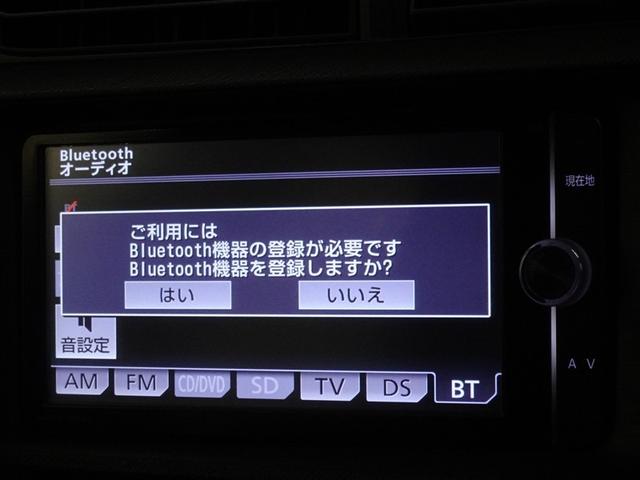 Bluetooth
オーディオ
現在地
ご利用には
Bluetooth機器の登録が必要です
Bluetooth機器を登録しますか?
はい
いいえ
音設定
A V
AM
FM
CD/DVD
SD
TV
DS
BT